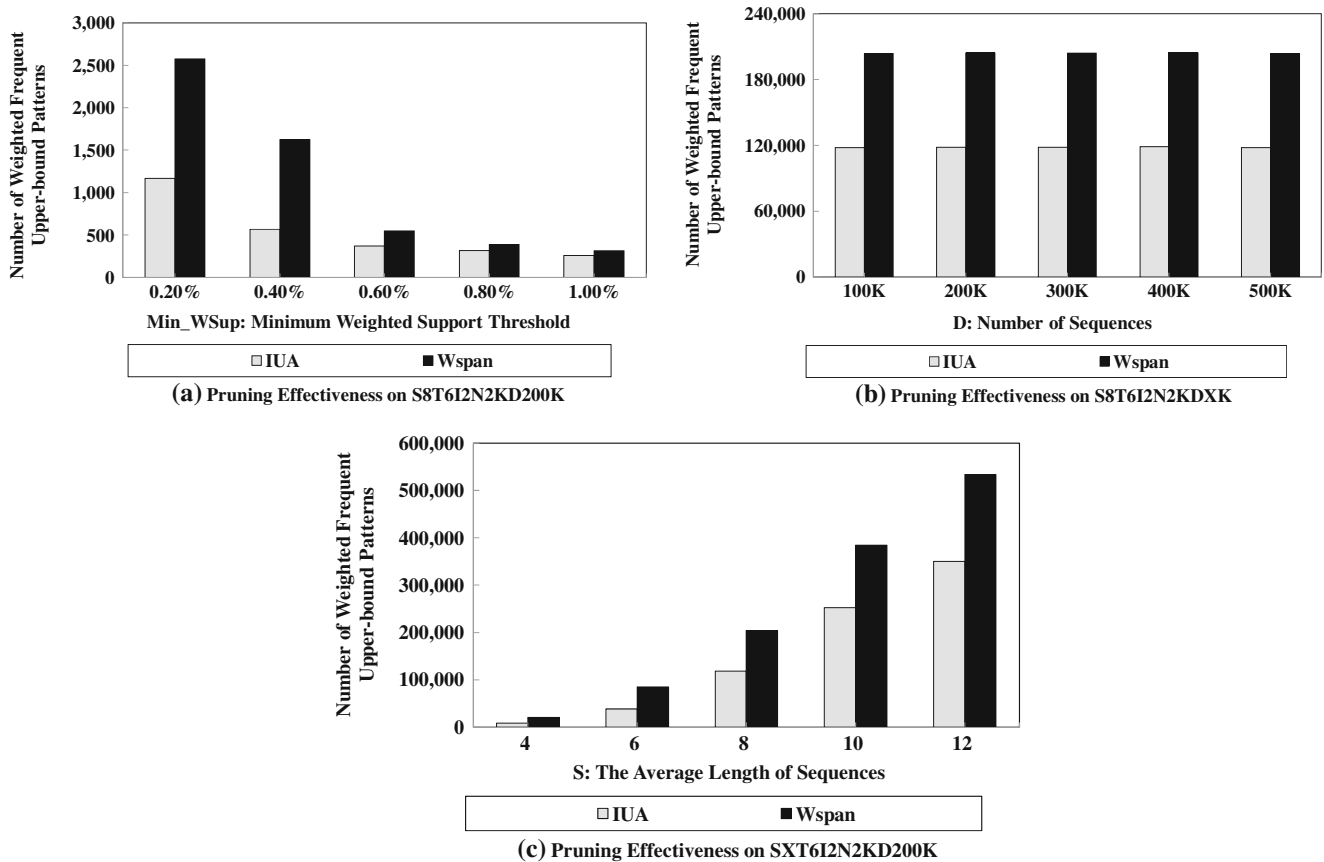 Number of Weighted Frequent
Upper-bound Patterns
3,000
2,500
2,000
1,500
1,000
500
0
0.20% 0.40% 0.60% 0.80% 1.00%
Min_WSup: Minimum Weighted Support Threshold
IUA Wspan
(a) Pruning Effectiveness on S8T6I2N2KD200K
Number of Weighted Frequent
Upper-bound Patterns
240,000
180,000
120,000
60,000
0
100K 200K 300K 400K 500K
D: Number of Sequences
IUA Wspan
(b) Pruning Effectiveness on S8T6I2N2KDXK
Number of Weighted Frequent
Upper-bound Patterns
600,000
500,000
400,000
300,000
200,000
100,000
0
4 6 8 10 12
S: The Average Length of Sequences
IUA Wspan
(c) Pruning Effectiveness on SXT6I2N2KD200K